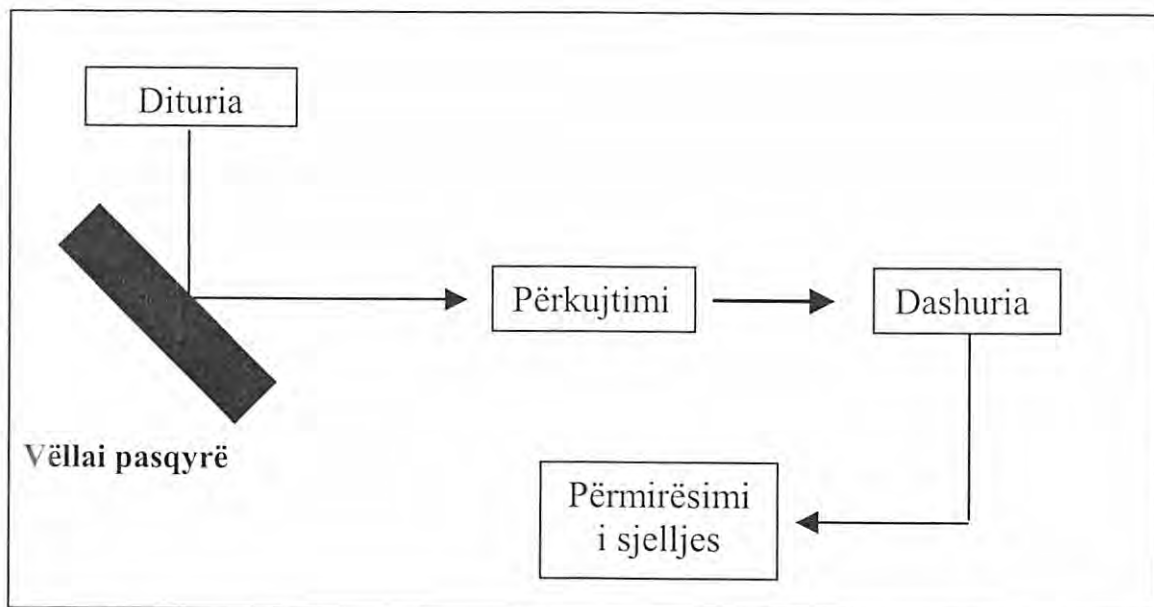 Dituria
Përkujtimi
Dashuria
Vëllai pasqyrë
Përmirësimi
i sjelljes